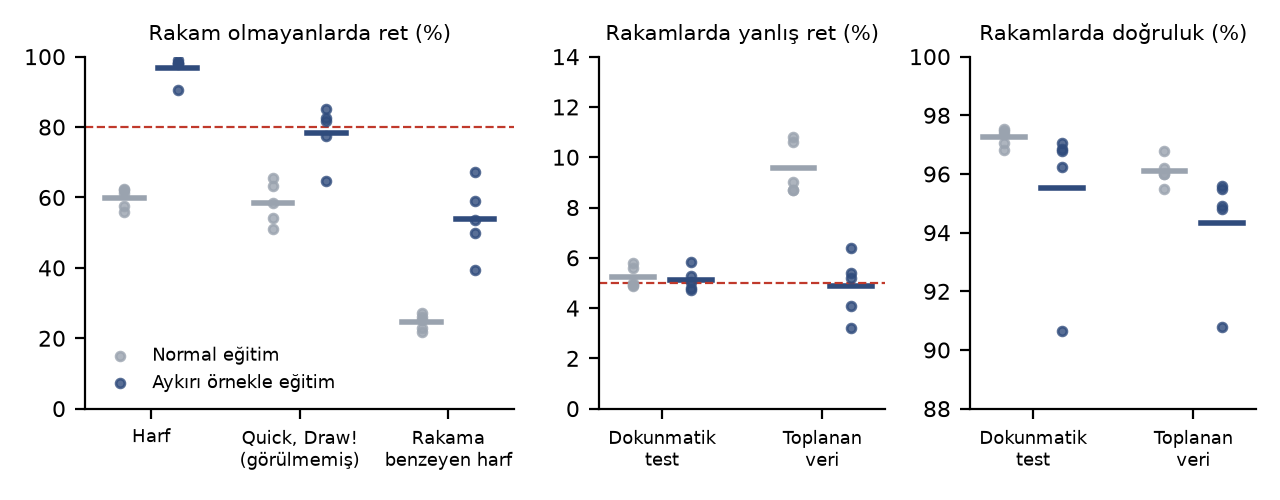 Rakam olmayanlarda ret (%)
100
80
60
40
20
0
Normal eğitim
Aykırı örnekle eğitim
Harf
Quick, Draw!
(görülmemiş)
Rakama
benzeyen harf
Rakamlarda yanlış ret (%)
14
12
10
8
6
4
2
0
Dokunmatik
test
Toplanan
veri
Rakamlarda doğruluk (%)
100
98
96
94
92
90
88
Dokunmatik
test
Toplanan
veri